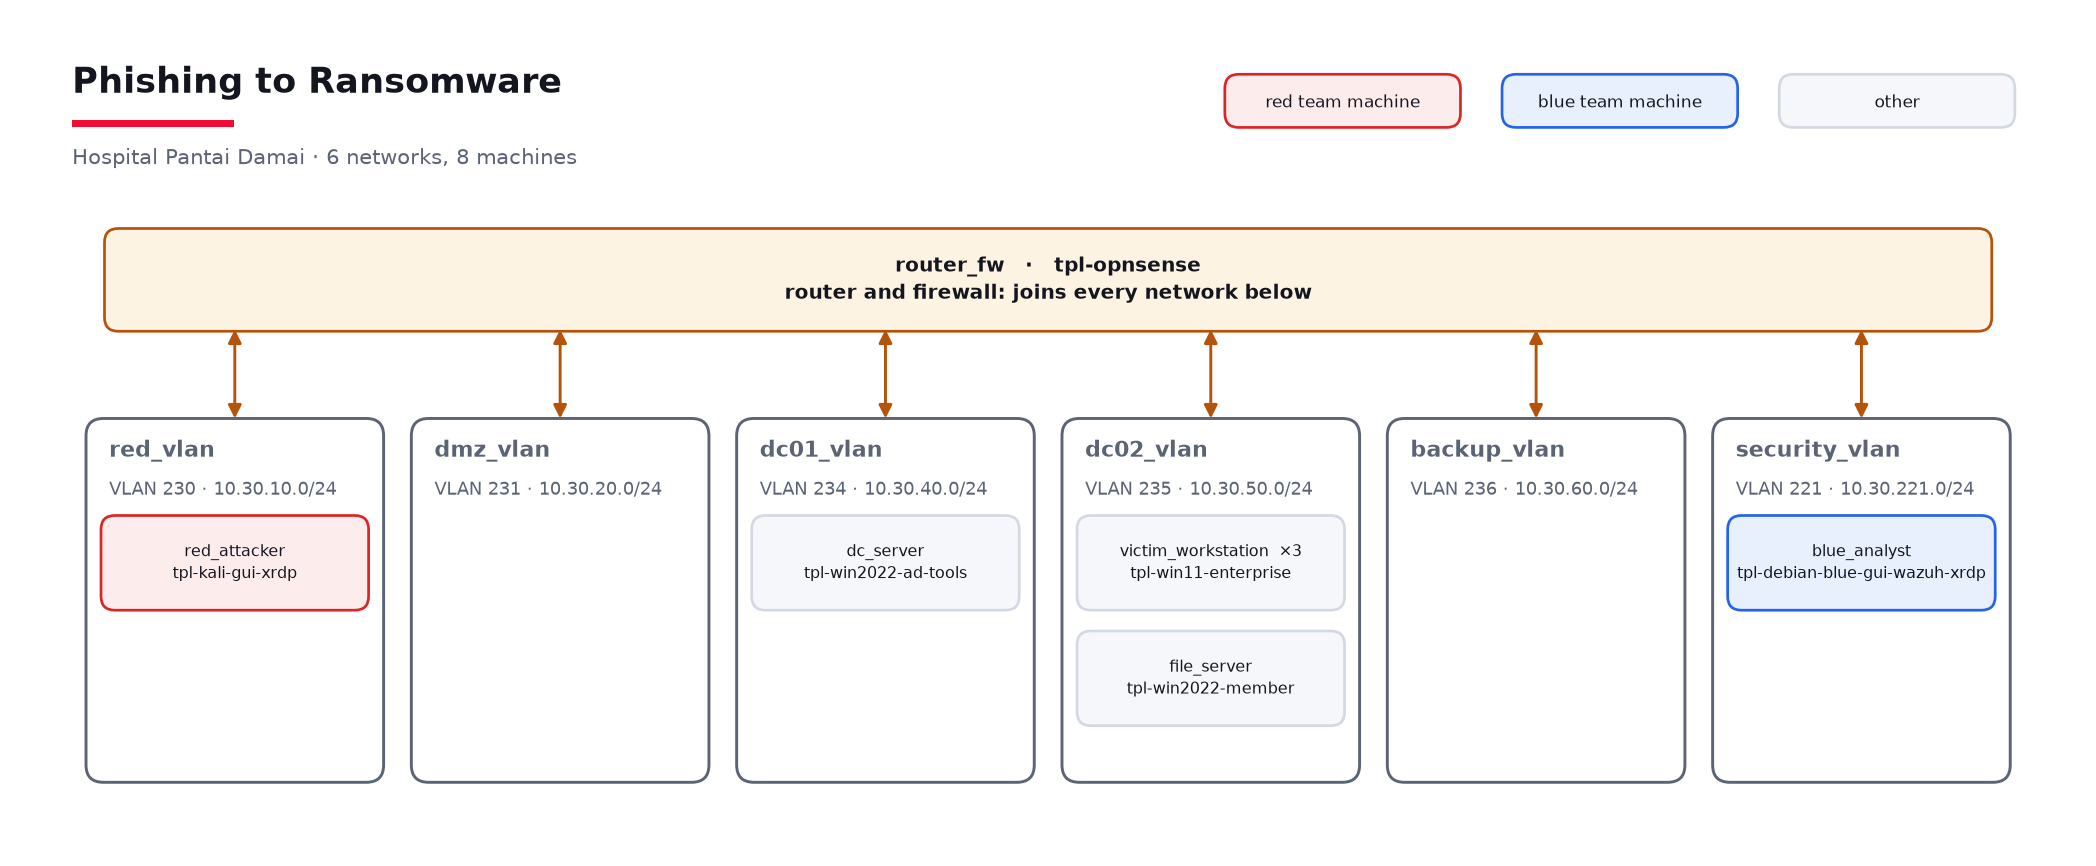 Phishing to Ransomware
Hospital Pantai Damai · 6 networks, 8 machines
red team machine
blue team machine
other
router_fw · tpl-opnsense
router and firewall: joins every network below
red_vlan
VLAN 230 · 10.30.10.0/24
red_attacker
tpl-kali-gui-xrdp
dmz_vlan
VLAN 231 · 10.30.20.0/24
dc01_vlan
VLAN 234 · 10.30.40.0/24
dc_server
tpl-win2022-ad-tools
dc02_vlan
VLAN 235 · 10.30.50.0/24
victim_workstation ×3
tpl-win11-enterprise
file_server
tpl-win2022-member
backup_vlan
VLAN 236 · 10.30.60.0/24
security_vlan
VLAN 221 · 10.30.221.0/24
blue_analyst
tpl-debian-blue-gui-wazuh-xrdp